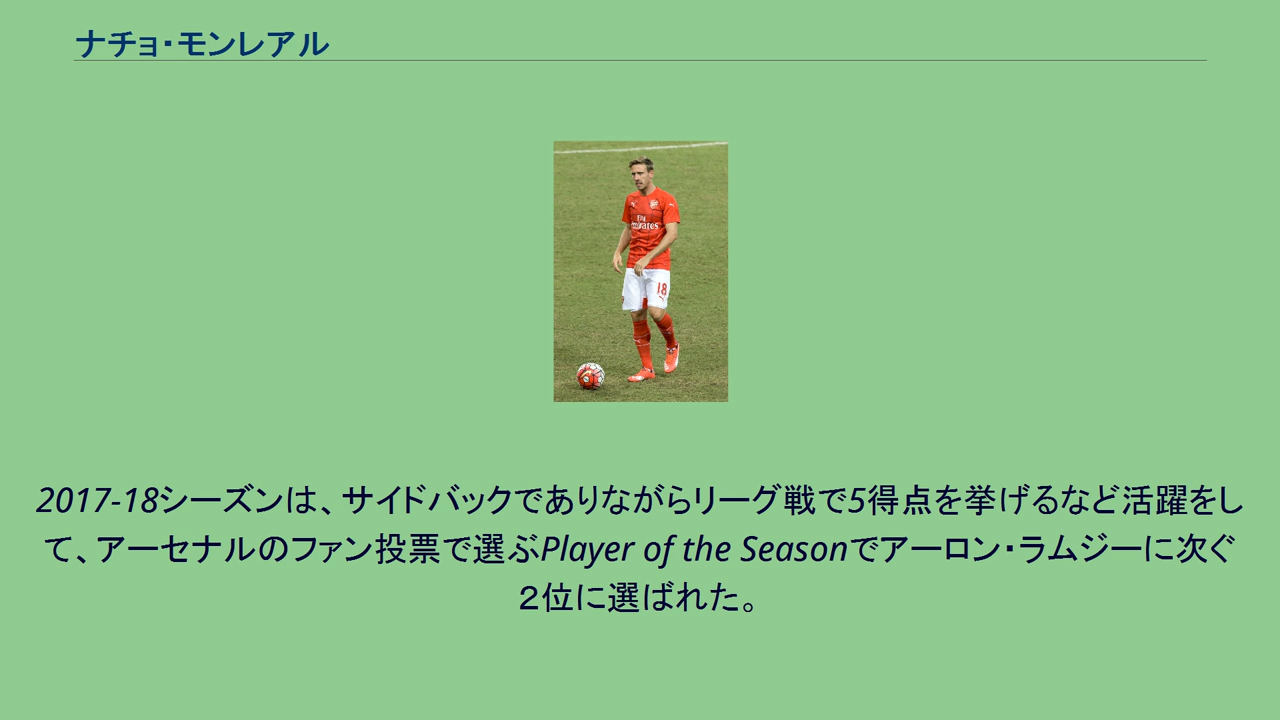 ナチョ・モンレアル
Fly
Emirates
18
2017-18シーズンは、サイドバックでありながらリーグ戦で5得点を挙げるなど活躍をし
て、アーセナルのファン投票で選ぶPlayer of the Seasonでアーロン・ラムジーに次ぐ
２位に選ばれた。